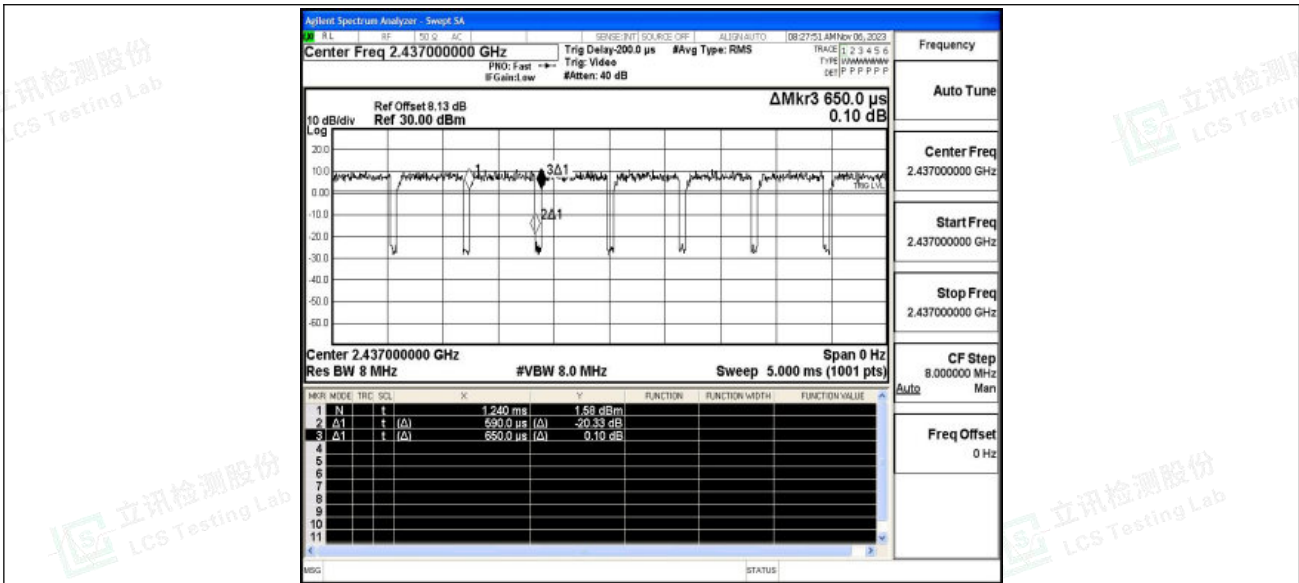 Agilent Spectrum Analyzer - Swept SA
RL RF 50 Ω AC SENSE:INT SOURCE OFF ALIGN AUTO 08:27:51 AM Nov 06, 2023
Center Freq 2.437000000 GHz
PNO: Fast
IFGain:Low
Trig Delay-200.0 µs
Trig: Video
#Atten: 40 dB
#Avg Type: RMS
TRACE 1 2 3 4 5 6
TYPE WWWWWW
DET P P P P P P
Frequency
Auto Tune
Center Freq
2.437000000 GHz
Start Freq
2.437000000 GHz
Stop Freq
2.437000000 GHz
CF Step
8.000000 MHz
Auto Man
Freq Offset
0 Hz
Ref Offset 8.13 dB
10 dB/div Ref 30.00 dBm
Log
ΔMkr3 650.0 µs
0.10 dB
20.0
10.0
0.00
-10.0
-20.0
-30.0
-40.0
-50.0
-60.0
1
3Δ1
2Δ1
TRIG LVL
Center 2.437000000 GHz Span 0 Hz
Res BW 8 MHz #VBW 8.0 MHz Sweep 5.000 ms (1001 pts)
MKR MODE TRC SCL X Y FUNCTION FUNCTION WIDTH FUNCTION VALUE
1 N t 1.240 ms 1.58 dBm
2 Δ1 t (Δ) 590.0 µs (Δ) -20.33 dB
3 Δ1 t (Δ) 650.0 µs (Δ) 0.10 dB
4
5
6
7
8
9
10
11
MSG STATUS
立讯检测股份
LCS Testing Lab
立讯检测股份
LCS Testing Lab
立讯检测股份
LCS Testing Lab